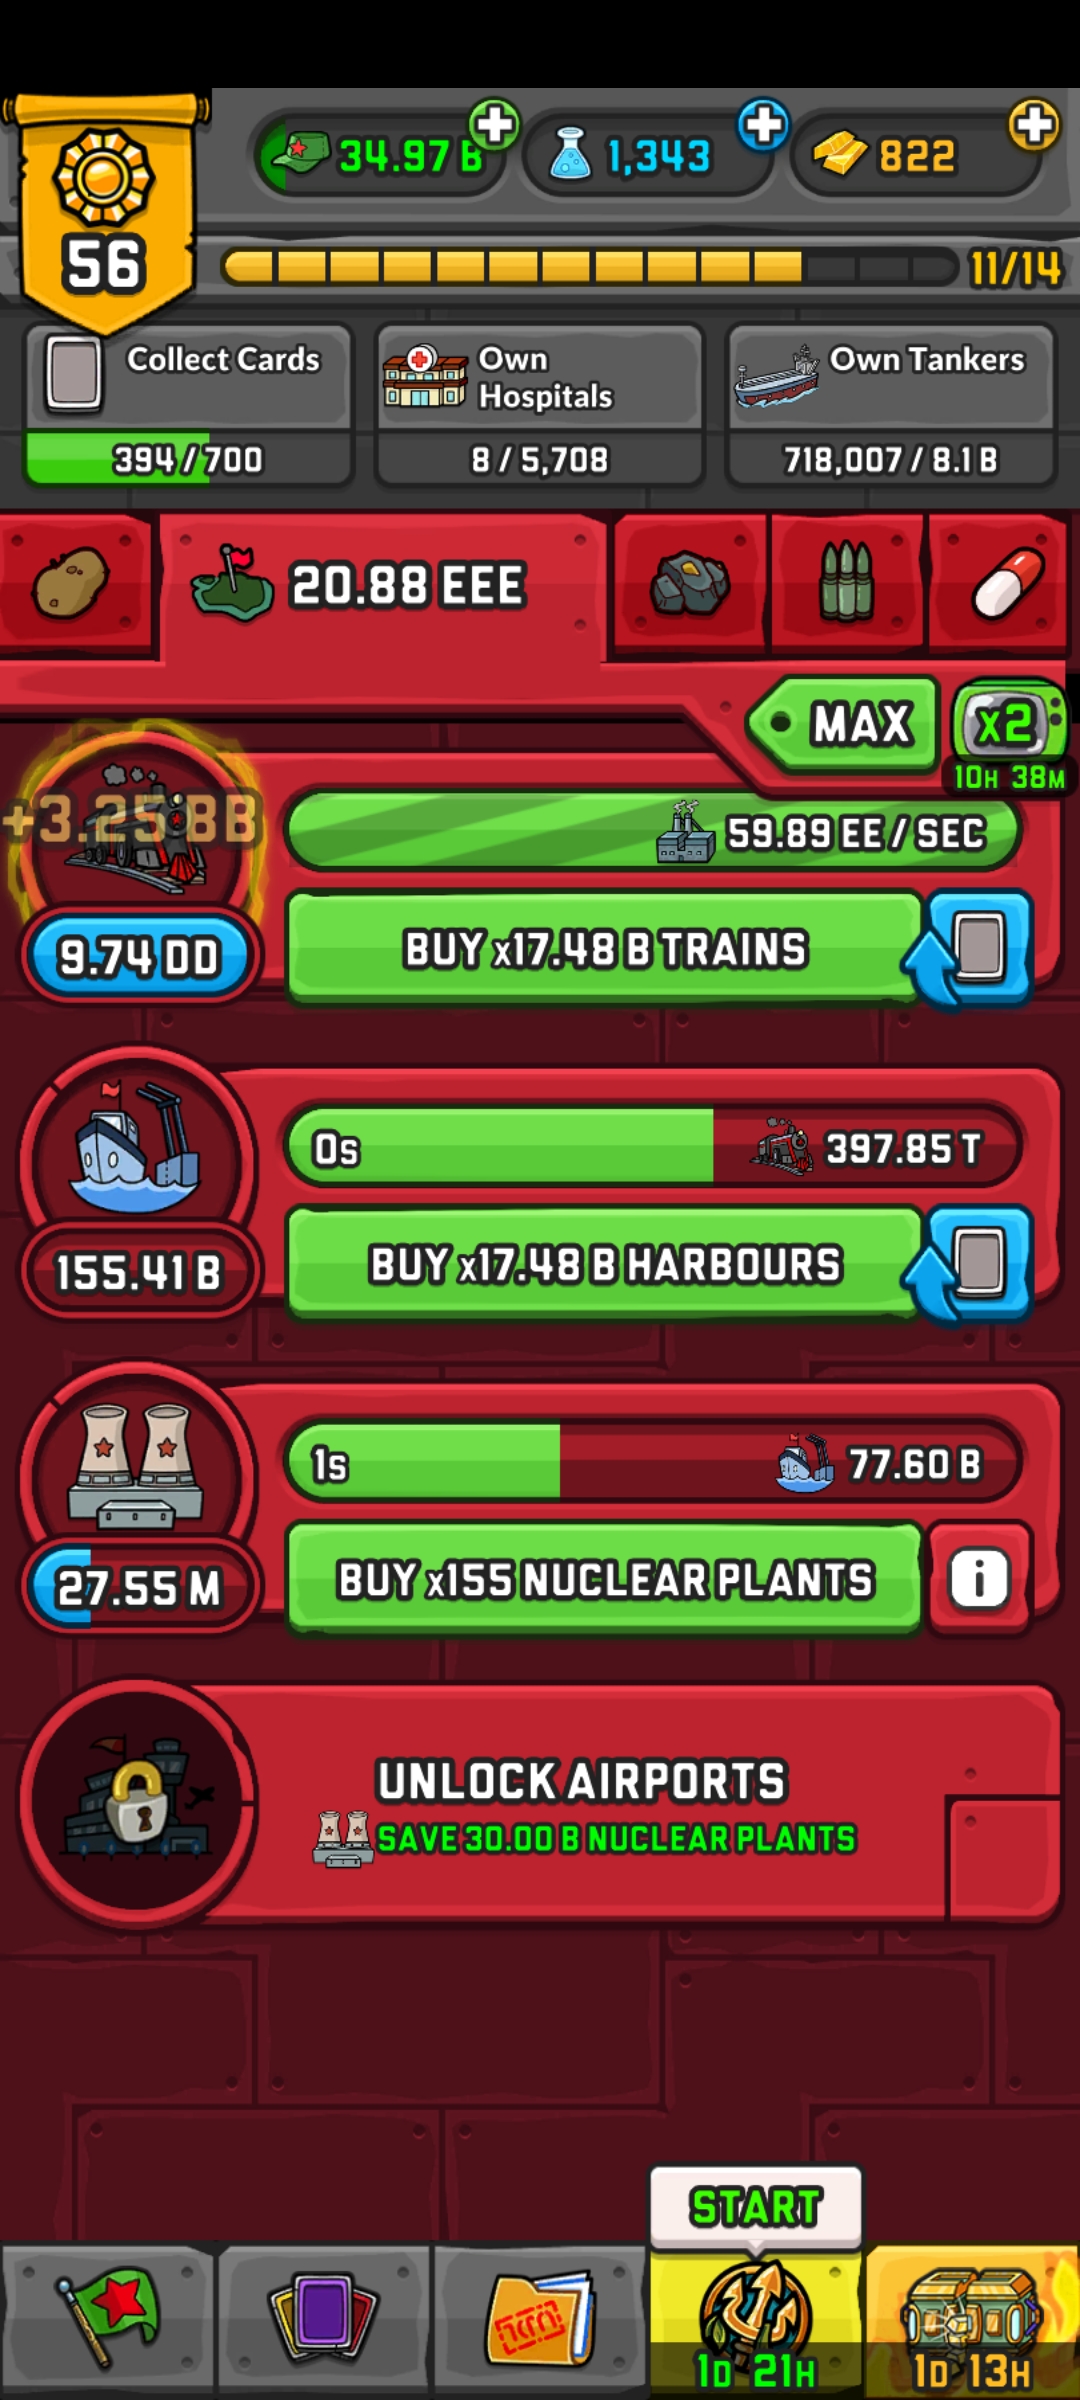 34.97 B
1,343
822
56
11/14
Collect Cards
394/700
Own
Hospitals
8/5,708
Own Tankers
718,007/8.1 B
20.88 EEE
MAX
x2
10H 38M
+3.25 BB
59.89 EE/SEC
9.74 DD
BUY x17.48 B TRAINS
0s
397.85 T
155.41 B
BUY x17.48 B HARBOURS
1s
77.60 B
27.55 M
BUY x155 NUCLEAR PLANTS
i
UNLOCK AIRPORTS
SAVE 30.00 B NUCLEAR PLANTS
START
1D 21H
1D 13H